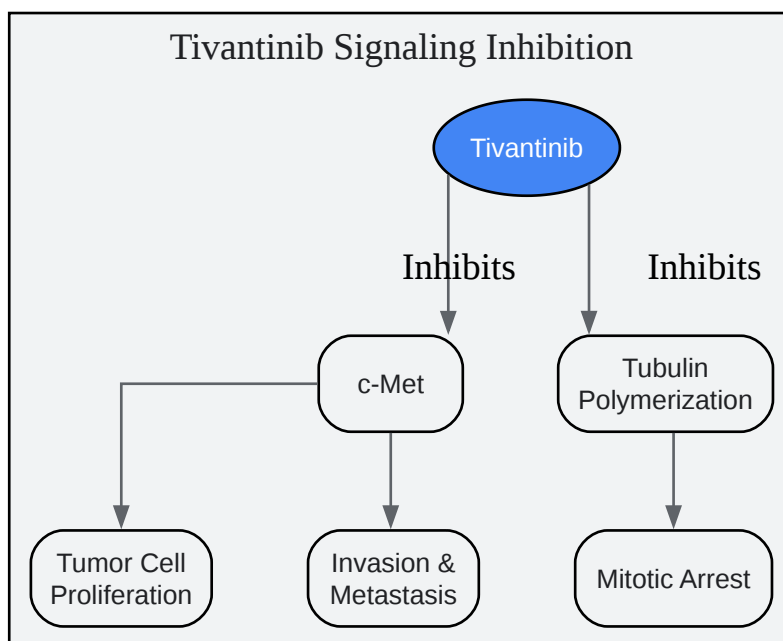 Tivantinib Signaling Inhibition
Tivantinib
Inhibits
Inhibits
c-Met
Tubulin
Polymerization
Tumor Cell
Proliferation
Invasion &
Metastasis
Mitotic Arrest